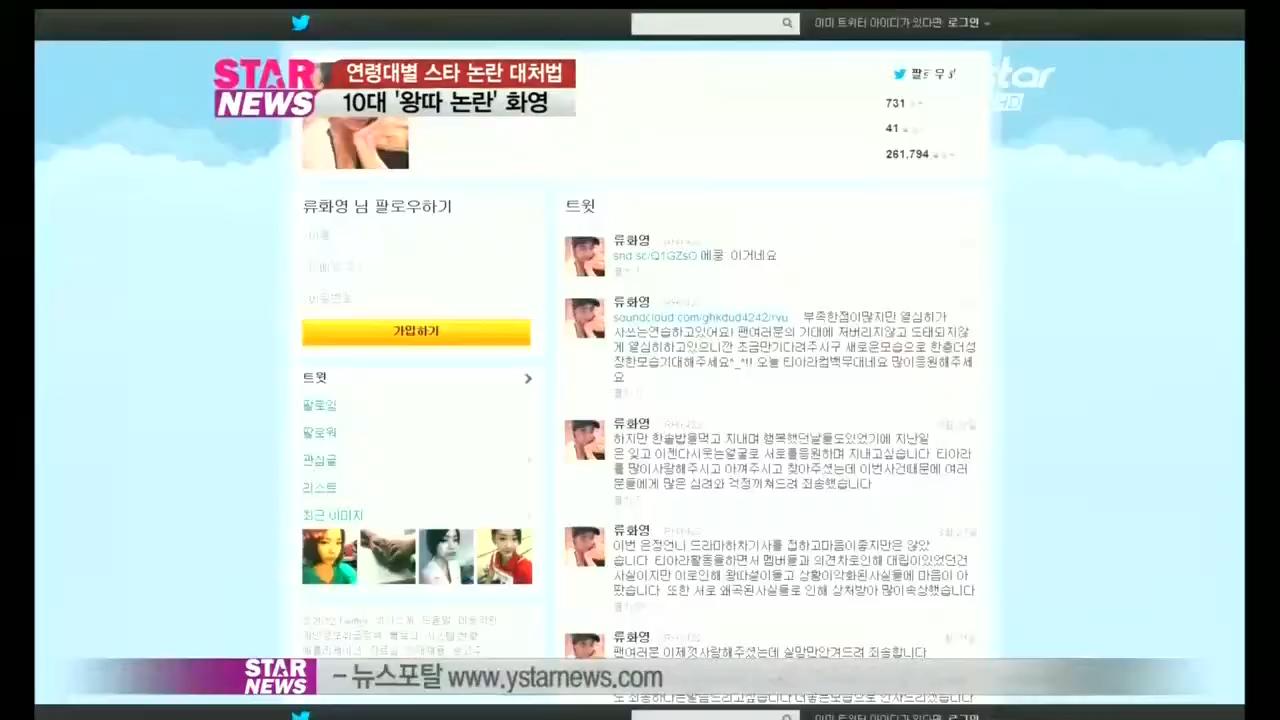 이미 트위터 아이디가 있다면 로그인
STAR NEWS
연령대별 스타 논란 대처법
10대 '왕따 논란' 화영
star
731
41
261,794
류화영 님 팔로우하기
가입하기
트윗
팔로잉
팔로워
관심글
리스트
최근 이미지
트윗
류화영
snd.sc/Q1GZsO 에쿵 이거네요
류화영
soundcloud.com/ghkdud4242/ryu 부족한점이많지만 열심히가
사쓰는연습하고있어요! 팬여러분의 기대에 저버리지않고 도태되지않
게 열심히하고있으니깐 조금만기다려주시구 새로운모습으로 한층더성
장한모습기대해주세요^_^!! 오늘 티아라컴백무대네요 많이응원해주세
요
류화영
하지만 한솥밥을먹고 지내며 행복했던날들도있었기에 지난일
은 잊고 이젠다시웃는얼굴로 서로를응원하며 지내고싶습니다 티아라
를 많이사랑해주시고 아껴주시고 찾아주셨는데 이번사건때문에 여러
분들에게 많은 심려와 걱정끼쳐드려 죄송했습니다
류화영
이번 은정언니 드라마하차기사를 접하고마음이좋지만은 않았
습니다 티아라활동을하면서 멤버들과 의견차로인해 대립이있었던건
사실이지만 이로인해 왕따설이돌고 상황이악화된사실들에 마음이 아
팠습니다 또한 서로 왜곡된사실들로 인해 상처받아 많이속상했습니다
류화영
팬여러분 이제껏사랑해주셨는데 실망만안겨드려 죄송합니다
STAR NEWS
- 뉴스포탈 www.ystarnews.com